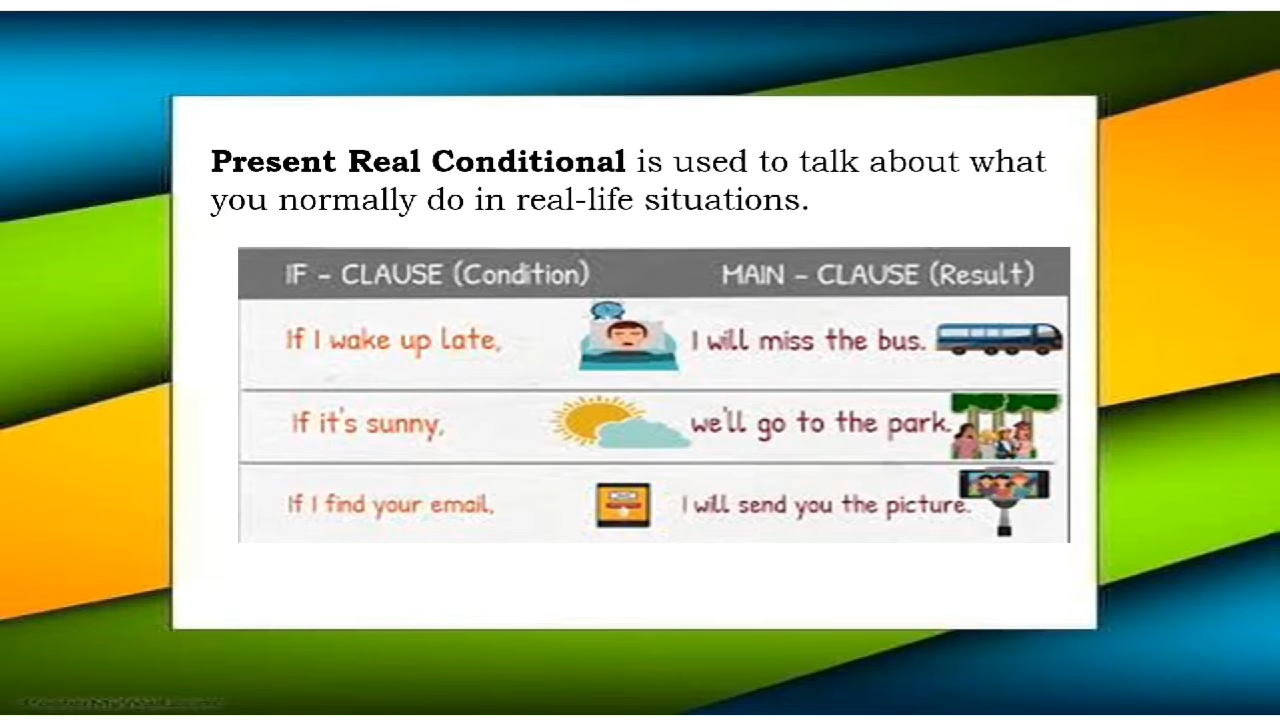 Present Real Conditional is used to talk about what
you normally do in real-life situations.
IF - CLAUSE (Condition) MAIN - CLAUSE (Result)
If I wake up late, I will miss the bus.
If it's sunny, we'll go to the park.
If I find your email, I will send you the picture.